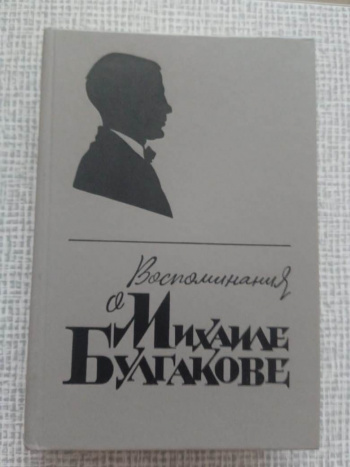 Воспоминания
о
Михаиле
Булгакове